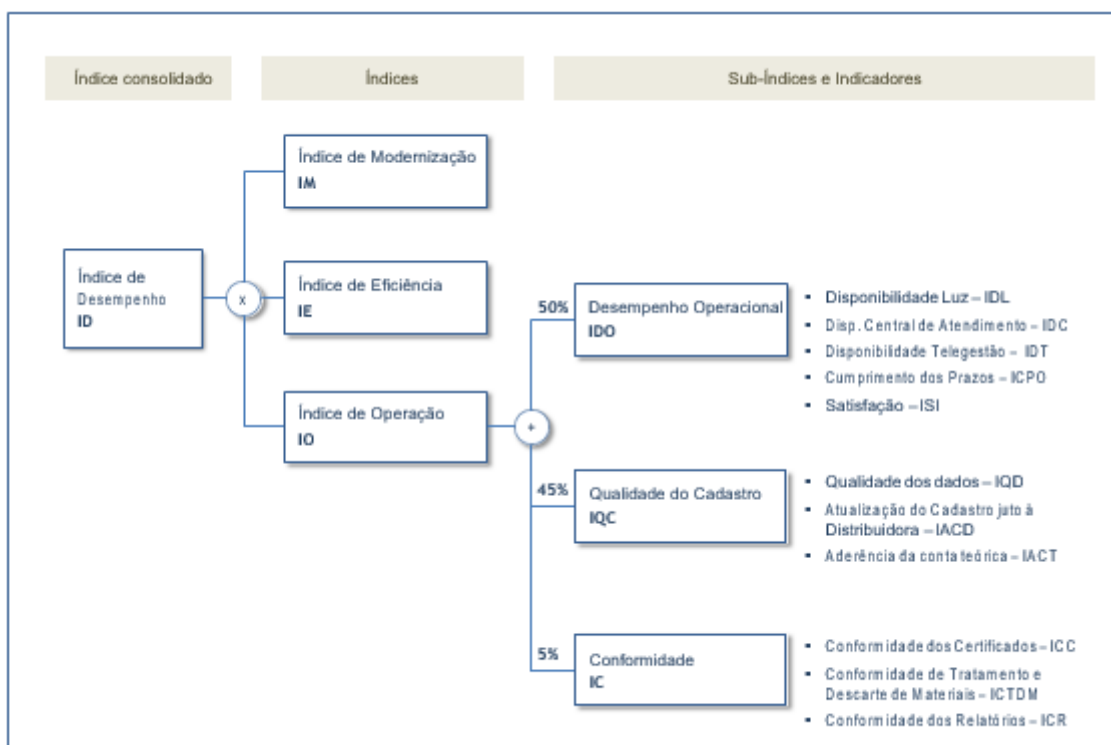 Índice consolidado
Índices
Sub-Índices e Indicadores
Índice de Modernização
IM
Índice de
Desempenho
ID
x
Índice de Eficiência
IE
Índice de Operação
IO
+
50%
Desempenho Operacional
IDO
▪ Disponibilidade Luz – IDL
▪ Disp. Central de Atendimento – IDC
▪ Disponibilidade Telegestão – IDT
▪ Cumprimento dos Prazos – ICPO
▪ Satisfação – ISI
45%
Qualidade do Cadastro
IQC
▪ Qualidade dos dados – IQD
▪ Atualização do Cadastro juto à
Distribuidora – IACD
▪ Aderência da conta teórica – IACT
5%
Conformidade
IC
▪ Conformidade dos Certificados – ICC
▪ Conformidade de Tratamento e
Descarte de Materiais – ICTDM
▪ Conformidade dos Relatórios – ICR